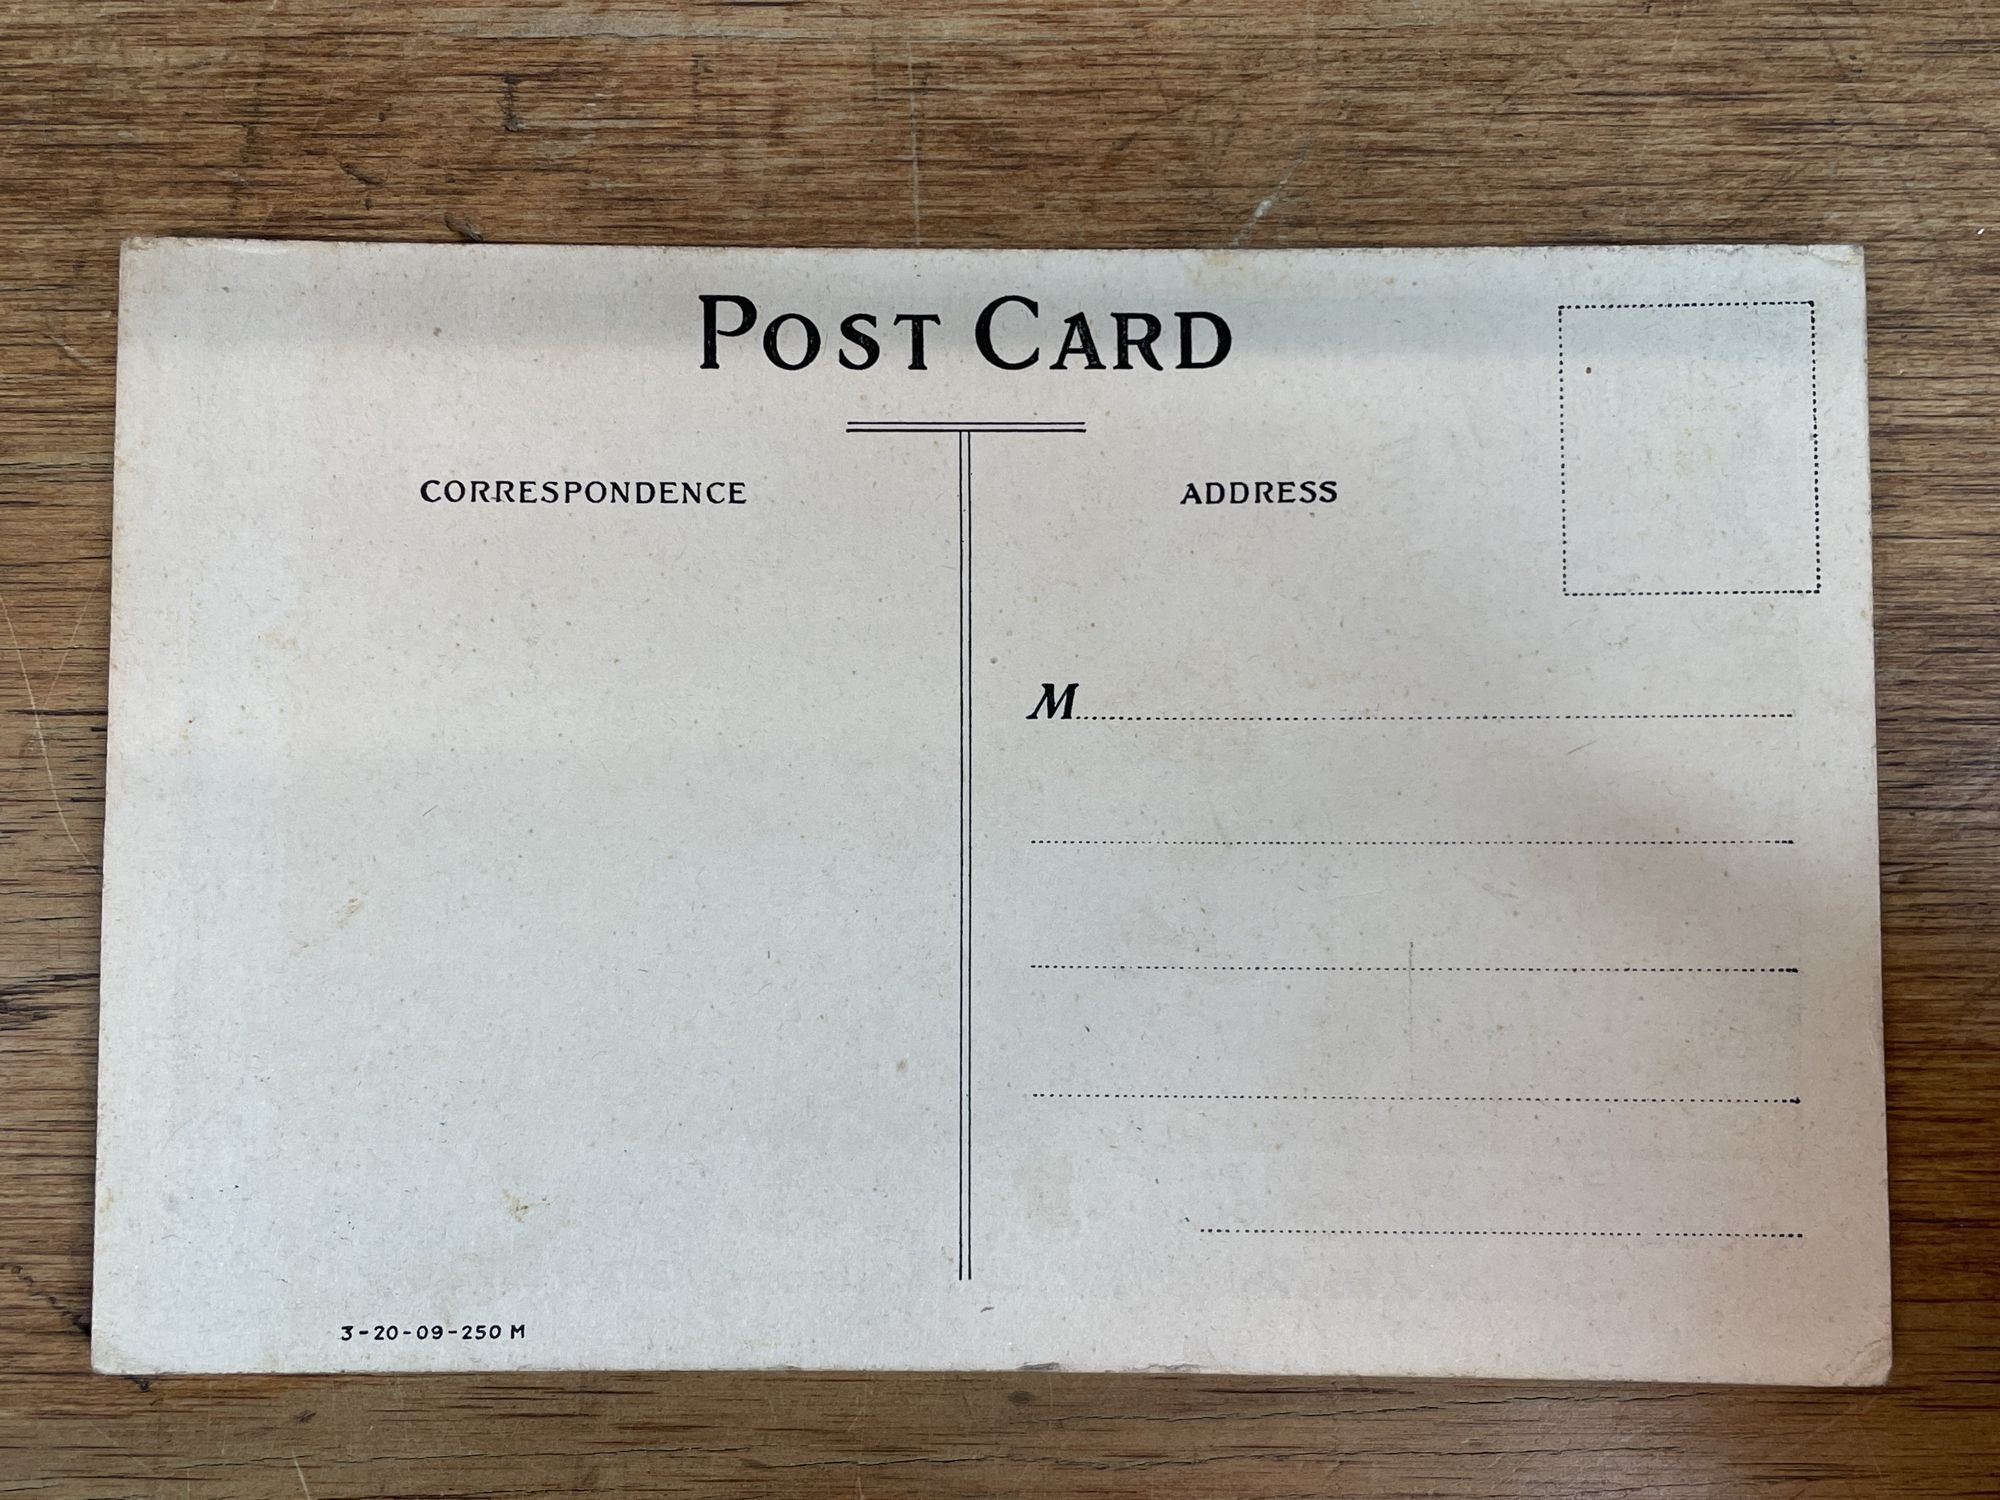 POST CARD
CORRESPONDENCE
ADDRESS
M
3-20-09-250 M